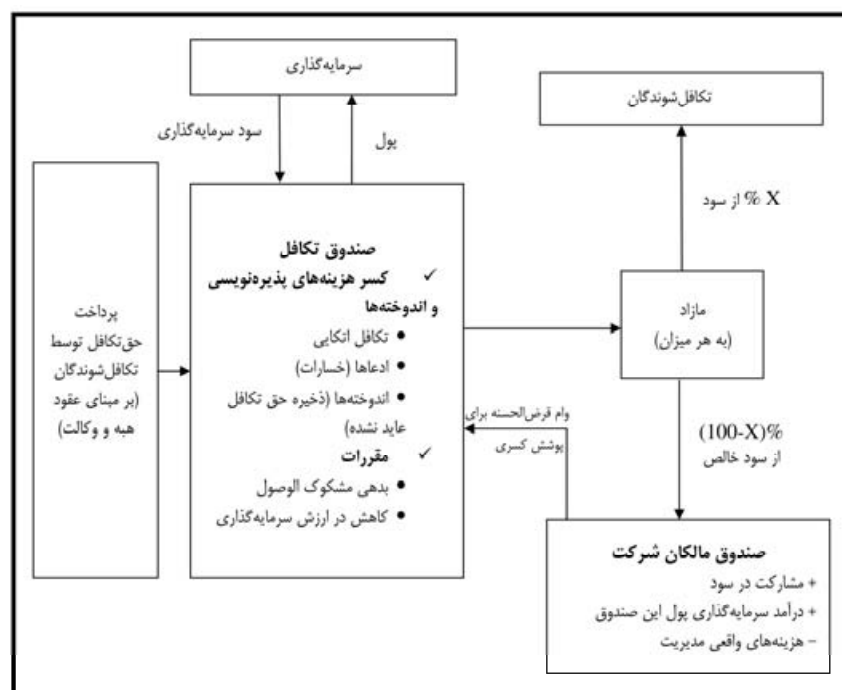 سرمایه‌گذاری
تکافل‌شوندگان
سود سرمایه‌گذاری
پول
X % از سود
پرداخت
حق‌تکافل توسط
تکافل‌شوندگان
(بر مبنای عقود
هبه و وکالت)
صندوق تکافل
✓ کسر هزینه‌های پذیره‌نویسی
و اندوخته‌ها
● تکافل اتکایی
● ادعاها (خسارات)
● اندوخته‌ها (ذخیره حق تکافل
عاید نشده)
✓ مقررات
● بدهی مشکوک الوصول
● کاهش در ارزش سرمایه‌گذاری
مازاد
(به هر میزان)
وام قرض‌الحسنه برای
پوشش کسری
(100-X)%
از سود خالص
صندوق مالکان شرکت
+ مشارکت در سود
+ درآمد سرمایه‌گذاری پول این صندوق
− هزینه‌های واقعی مدیریت